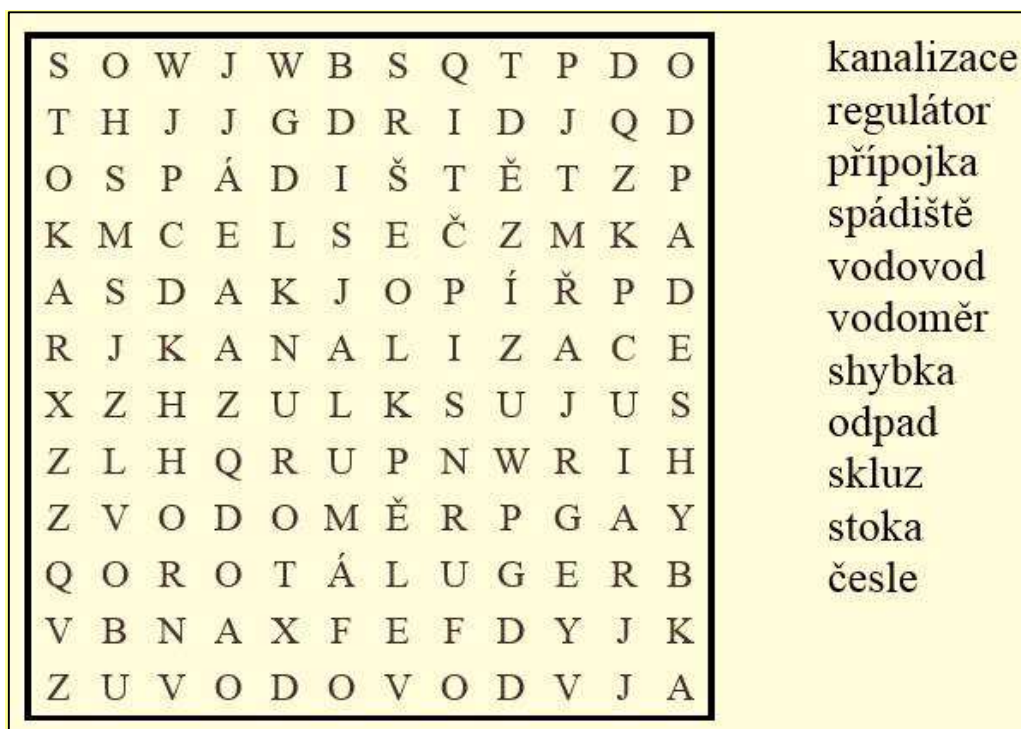 S O W J W B S Q T P D O
T H J J G D R I D J Q D
O S P Á D I Š T Ě T Z P
K M C E L S E Č Z M K A
A S D A K J O P Í Ř P D
R J K A N A L I Z A C E
X Z H Z U L K S U J U S
Z L H Q R U P N W R I H
Z V O D O M Ě R P G A Y
Q O R O T Á L U G E R B
V B N A X F E F D Y J K
Z U V O D O V O D V J A
kanalizace
regulátor
přípojka
spádiště
vodovod
vodoměr
shybka
odpad
skluz
stoka
česle